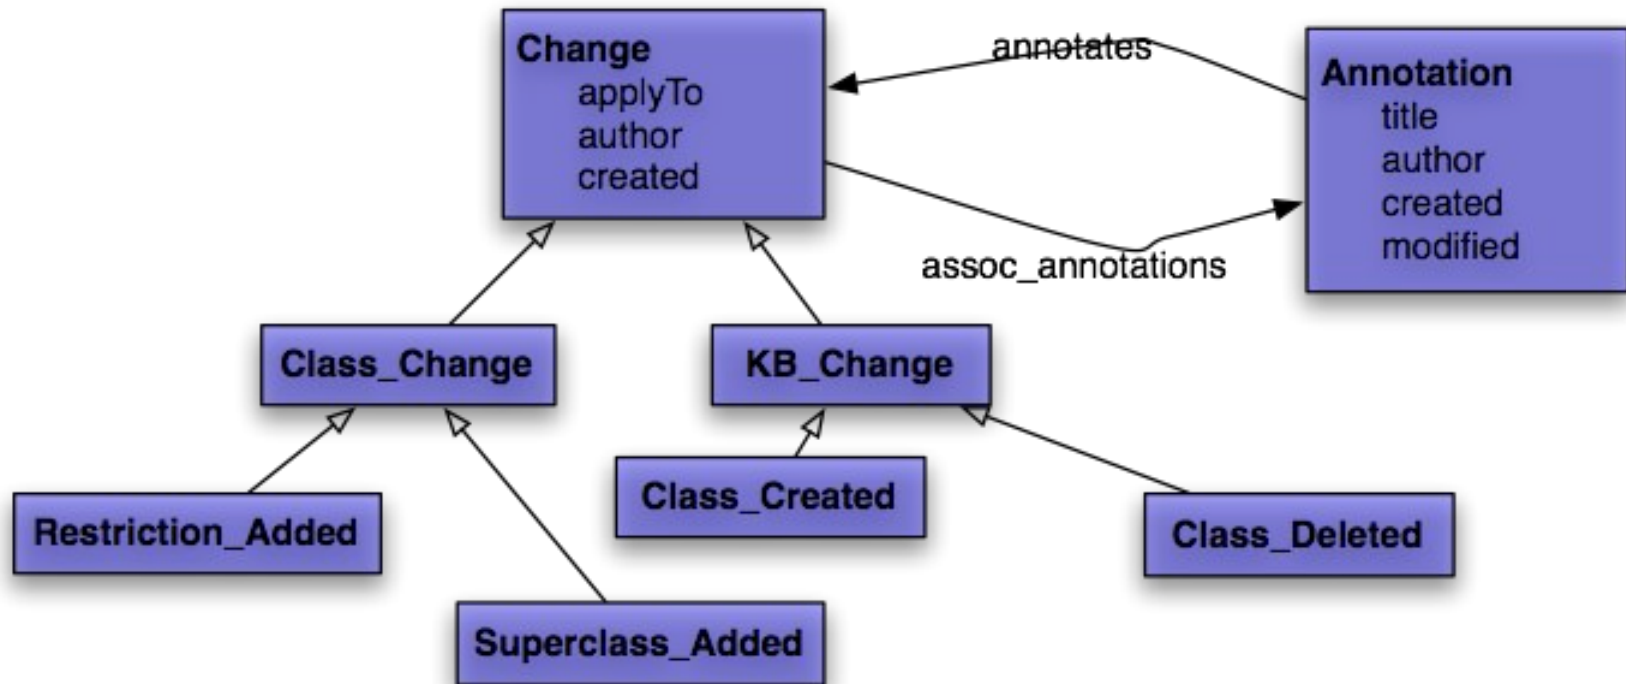 Change
applyTo
author
created
annotates
Annotation
title
author
created
modified
assoc_annotations
Class_Change
KB_Change
Restriction_Added
Class_Created
Class_Deleted
Superclass_Added